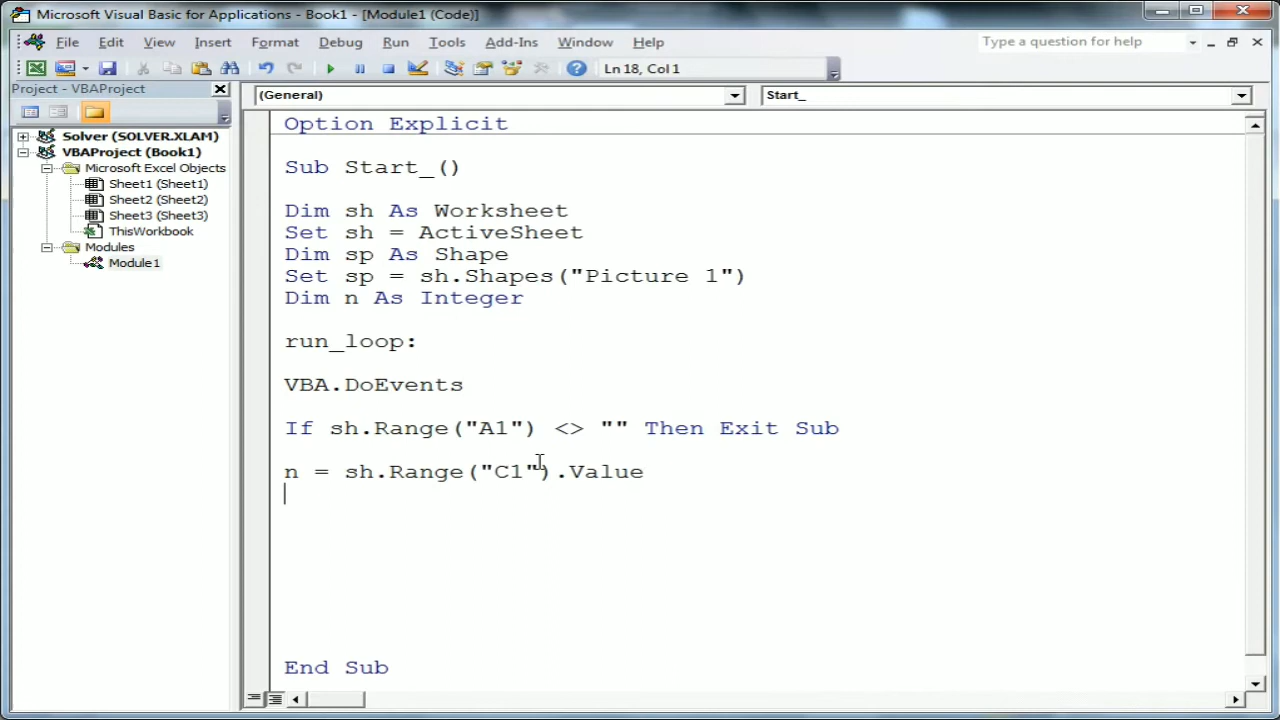 Microsoft Visual Basic for Applications - Book1 - [Module1 (Code)]
File Edit View Insert Format Debug Run Tools Add-Ins Window Help
Type a question for help
Ln 18, Col 1
Project - VBAProject
(General)
Start_
Solver (SOLVER.XLAM)
VBAProject (Book1)
Microsoft Excel Objects
Sheet1 (Sheet1)
Sheet2 (Sheet2)
Sheet3 (Sheet3)
ThisWorkbook
Modules
Module1
Option Explicit
Sub Start_()
Dim sh As Worksheet
Set sh = ActiveSheet
Dim sp As Shape
Set sp = sh.Shapes("Picture 1")
Dim n As Integer
run_loop:
VBA.DoEvents
If sh.Range("A1") <> "" Then Exit Sub
n = sh.Range("C1").Value
End Sub